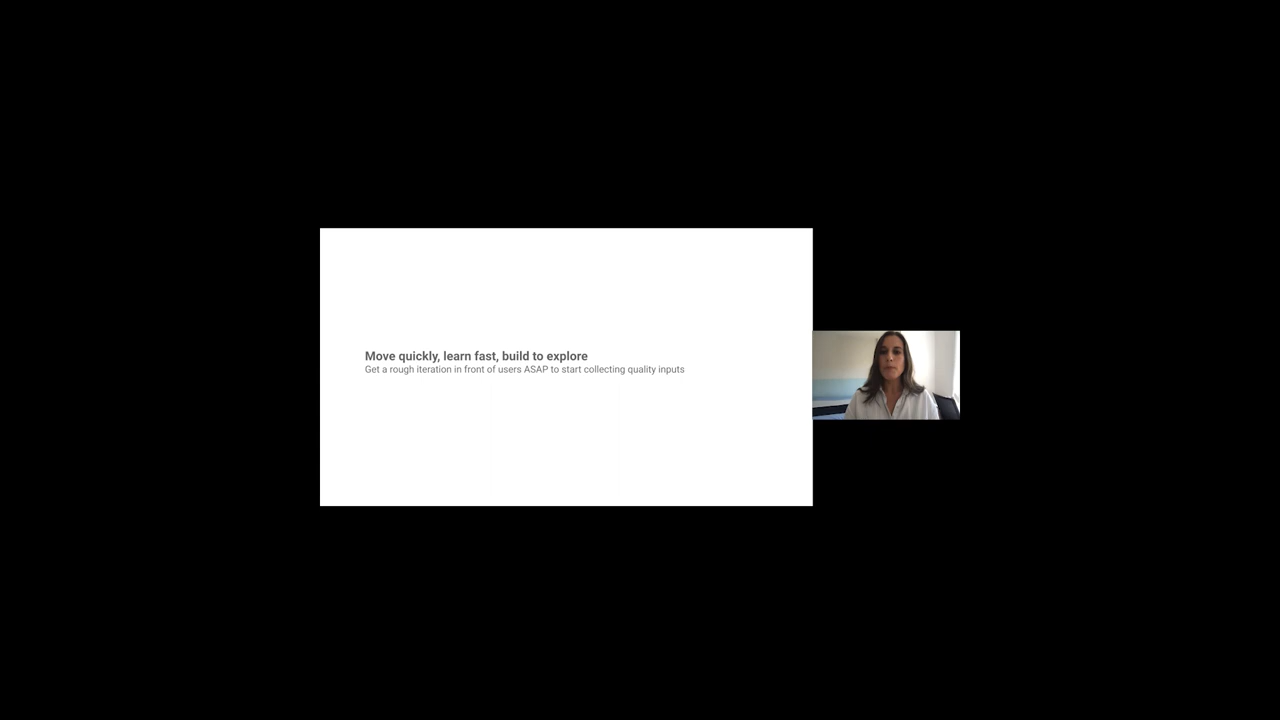 Move quickly, learn fast, build to explore
Get a rough iteration in front of users ASAP to start collecting quality inputs